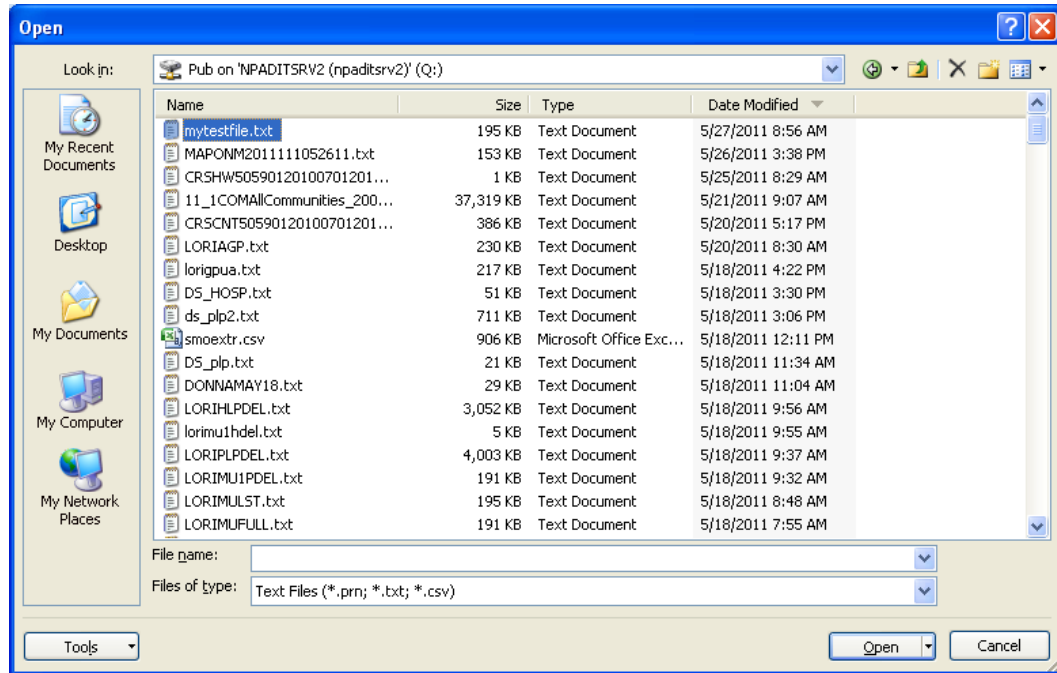 Open
Look in:
Pub on 'NPADITSRV2 (npaditsrv2)' (Q:)
Name Size Type Date Modified
mytestfile.txt 195 KB Text Document 5/27/2011 8:56 AM
MAPONM2011111052611.txt 153 KB Text Document 5/26/2011 3:38 PM
CRSHW50590120100701201... 1 KB Text Document 5/25/2011 8:29 AM
11_1COMAllCommunities_200... 37,319 KB Text Document 5/21/2011 9:07 AM
CRSCNT50590120100701201... 386 KB Text Document 5/20/2011 5:17 PM
LORIAGP.txt 230 KB Text Document 5/20/2011 8:30 AM
lorigpua.txt 217 KB Text Document 5/18/2011 4:22 PM
DS_HOSP.txt 51 KB Text Document 5/18/2011 3:30 PM
ds_plp2.txt 711 KB Text Document 5/18/2011 3:06 PM
smoextr.csv 906 KB Microsoft Office Exc... 5/18/2011 12:11 PM
DS_plp.txt 21 KB Text Document 5/18/2011 11:34 AM
DONNAMAY18.txt 29 KB Text Document 5/18/2011 11:04 AM
LORIHLPDEL.txt 3,052 KB Text Document 5/18/2011 9:56 AM
lorimu1hdel.txt 5 KB Text Document 5/18/2011 9:55 AM
LORIPLPDEL.txt 4,003 KB Text Document 5/18/2011 9:37 AM
LORIMU1PDEL.txt 191 KB Text Document 5/18/2011 9:32 AM
LORIMULST.txt 195 KB Text Document 5/18/2011 8:48 AM
LORIMUFULL.txt 191 KB Text Document 5/18/2011 7:55 AM
My Recent
Documents
Desktop
My Documents
My Computer
My Network
Places
File name:
Files of type: Text Files (*.prn; *.txt; *.csv)
Tools
Open
Cancel